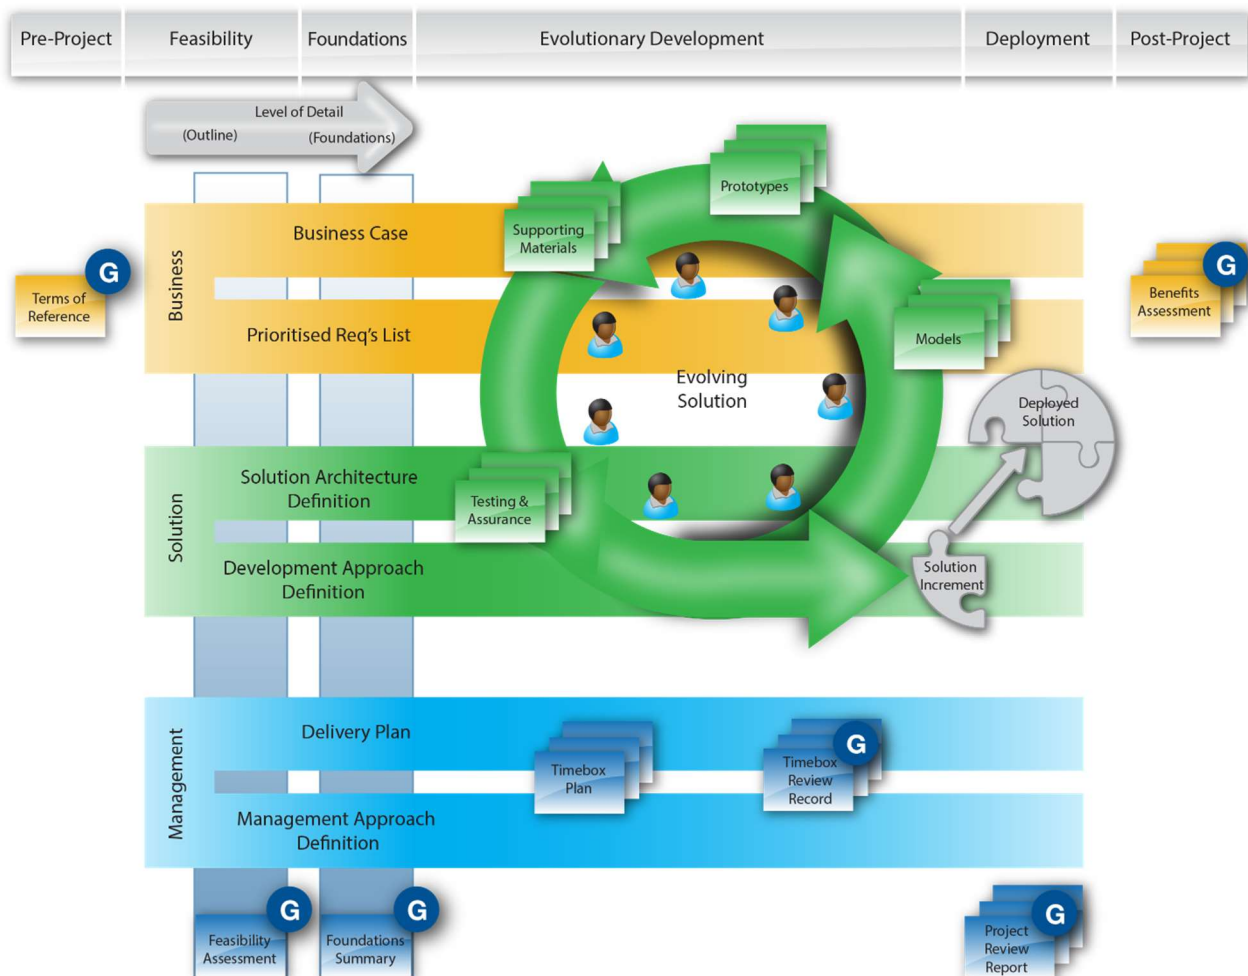 Pre-Project
Feasibility
Foundations
Evolutionary Development
Deployment
Post-Project
Level of Detail
(Outline)
(Foundations)
Business
Business Case
Prioritised Req's List
Terms of
Reference
G
Supporting
Materials
Prototypes
Models
Evolving
Solution
Testing &
Assurance
Benefits
Assessment
G
Deployed
Solution
Solution
Increment
Solution
Solution Architecture
Definition
Development Approach
Definition
Management
Delivery Plan
Management Approach
Definition
Timebox
Plan
Timebox
Review
Record
G
Feasibility
Assessment
G
Foundations
Summary
G
Project
Review
Report
G